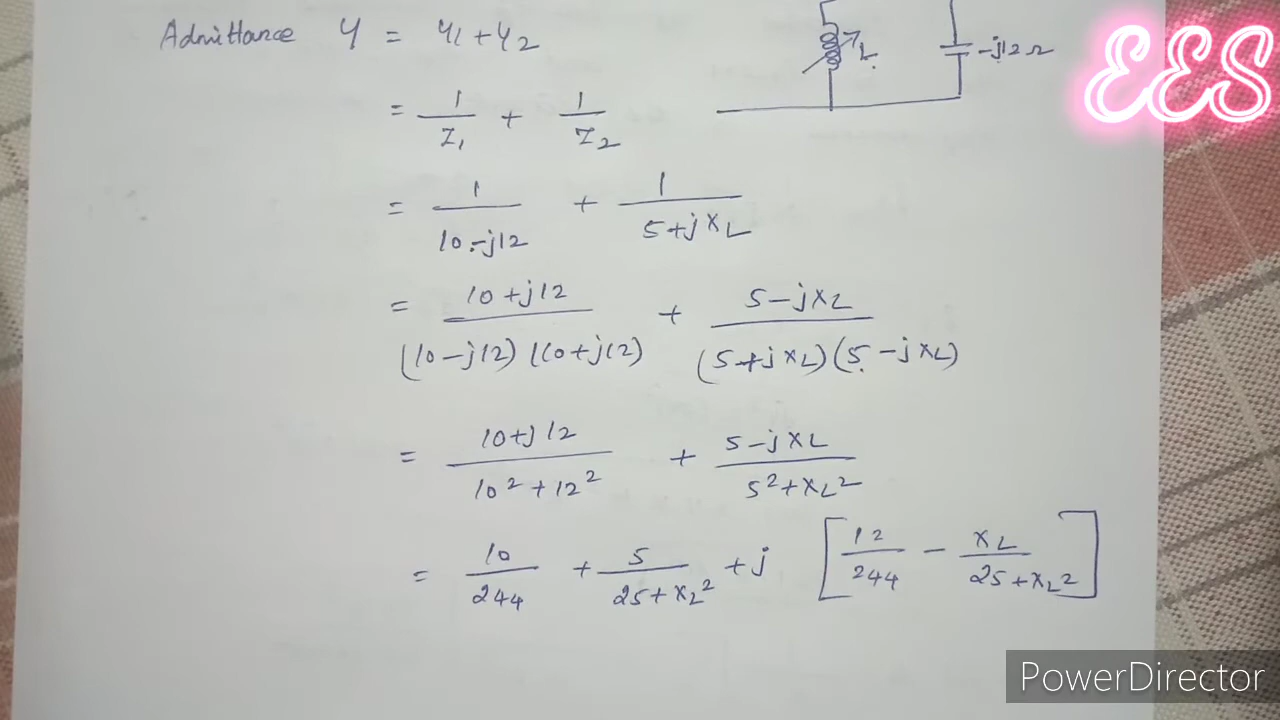 Admittance Y = Y1 + Y2
L
-j12 Ω
EES
= 1/Z1 + 1/Z2
= 1/(10-j12) + 1/(5+jXL)
= (10+j12)/((10-j12)(10+j12)) + (5-jXL)/((5+jXL)(5-jXL))
= (10+j12)/(10²+12²) + (5-jXL)/(5²+XL²)
= 10/244 + 5/(25+XL²) + j [12/244 - XL/(25+XL²)]
PowerDirector